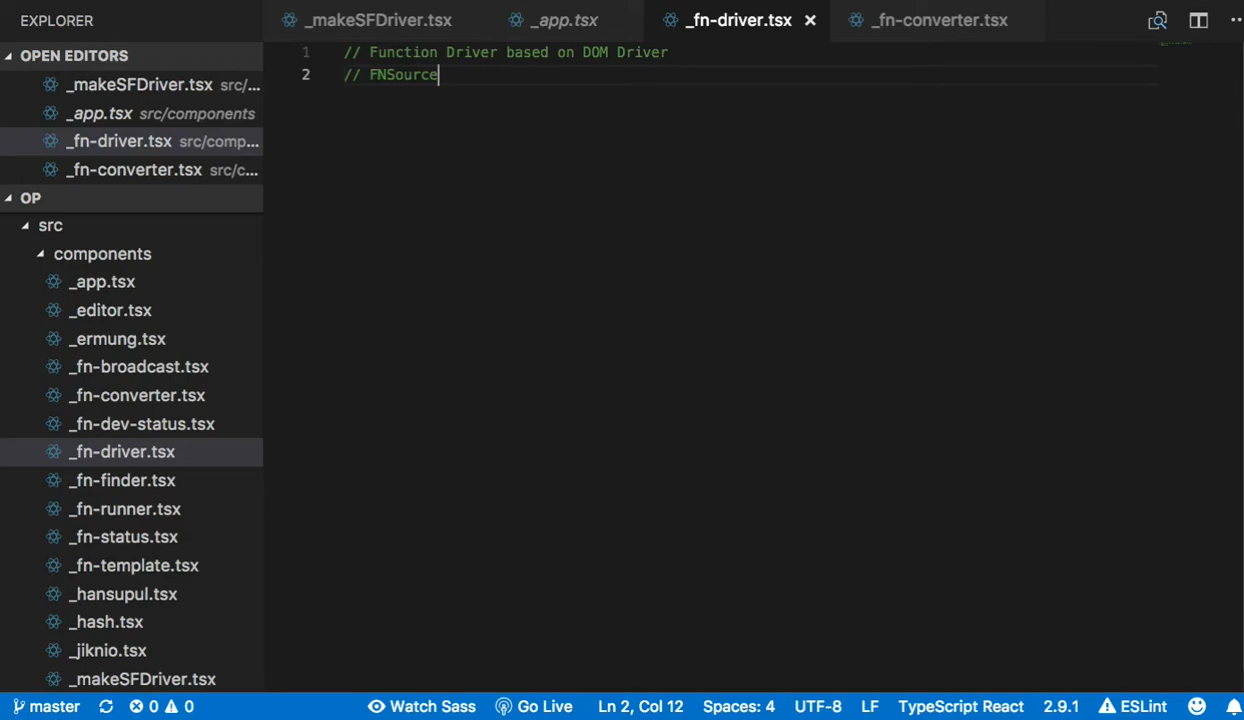 EXPLORER
_makeSFDriver.tsx
_app.tsx
_fn-driver.tsx
_fn-converter.tsx
OPEN EDITORS
_makeSFDriver.tsx src/...
_app.tsx src/components
_fn-driver.tsx src/comp...
_fn-converter.tsx src/c...
OP
src
components
_app.tsx
_editor.tsx
_ermung.tsx
_fn-broadcast.tsx
_fn-converter.tsx
_fn-dev-status.tsx
_fn-driver.tsx
_fn-finder.tsx
_fn-runner.tsx
_fn-status.tsx
_fn-template.tsx
_hansupul.tsx
_hash.tsx
_jiknio.tsx
_makeSFDriver.tsx
1 // Function Driver based on DOM Driver
2 // FNSource
master 0 0 Watch Sass Go Live Ln 2, Col 12 Spaces: 4 UTF-8 LF TypeScript React 2.9.1 ESLint